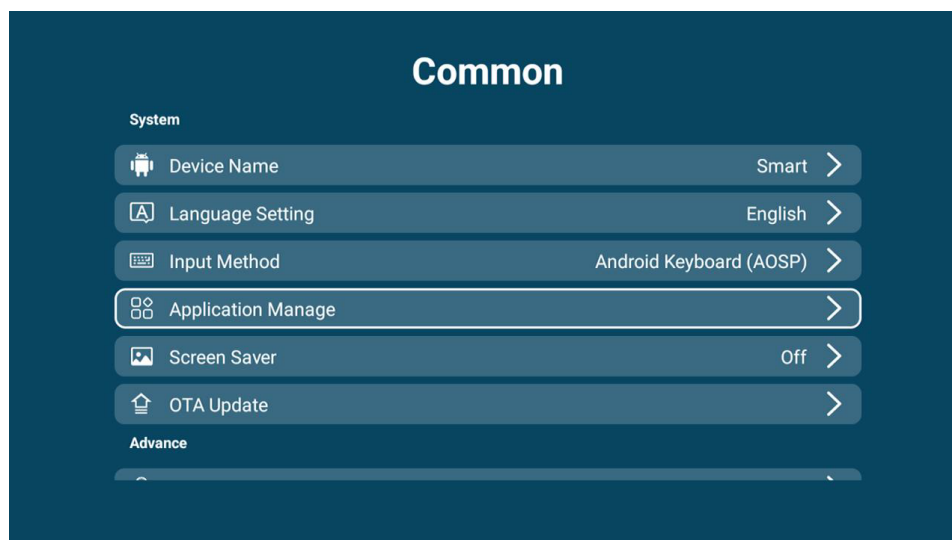 Common
System
Device Name Smart
Language Setting English
Input Method Android Keyboard (AOSP)
Application Manage
Screen Saver Off
OTA Update
Advance